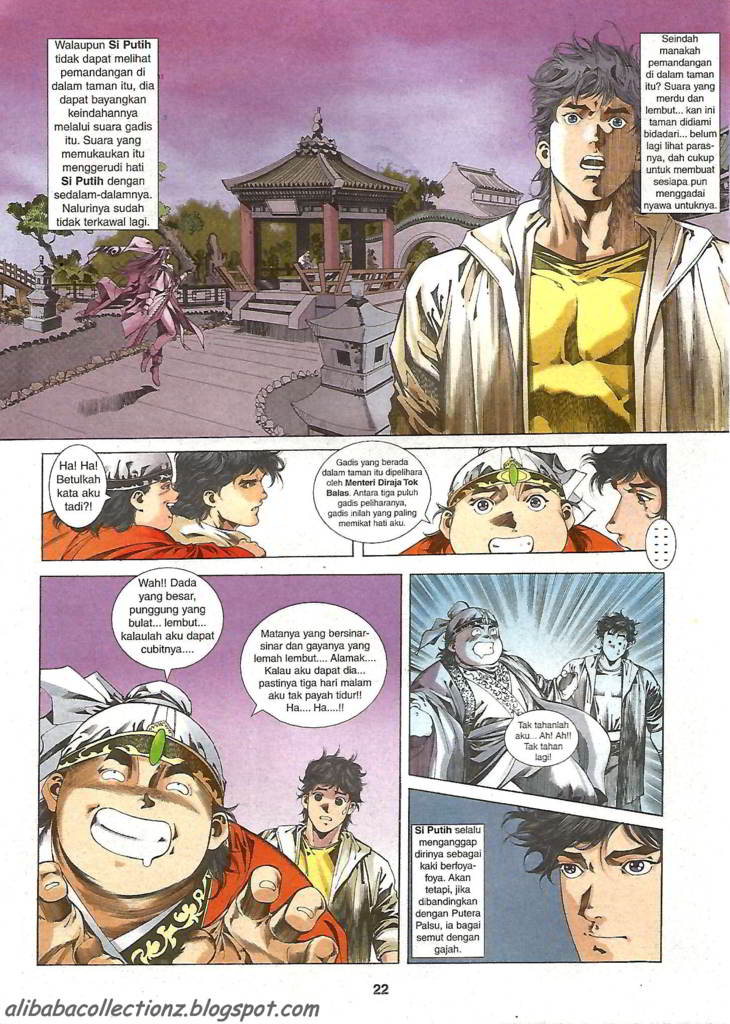 Walaupun Si Putih
tidak dapat melihat
pemandangan di
dalam taman itu, dia
dapat bayangkan
keindahannya
melalui suara gadis
itu. Suara yang
memukaukan itu
menggerudi hati
Si Putih dengan
sedalam-dalamnya.
Nalurinya sudah
tidak terkawal lagi.
Seindah
manakah
pemandangan
di dalam taman
itu? Suara yang
merdu dan
lembut... kan ini
taman didiami
bidadari... belum
lagi lihat paras-
nya, dah cukup
untuk membuat
sesiapa pun
menggadai
nyawa untuknya.
Ha! Ha!
Betulkah
kata aku
tadi?!
Gadis yang berada
dalam taman itu dipelihara
oleh Menteri Diraja Tok
Balas. Antara tiga puluh
gadis peliharanya,
gadis inilah yang paling
memikat hati aku.
......
Wah!! Dada
yang besar,
punggung yang
bulat... lembut...
kalaulah aku dapat
cubitnya....
Matanya yang bersinar-
sinar dan gayanya yang
lemah lembut.... Alamak....
Kalau aku dapat dia...
pastinya tiga hari malam
aku tak payah tidur!!
Ha.... Ha....!!
Tak tahanlah
aku... Ah! Ah!!
Tak tahan
lagi!
Si Putih selalu
menganggap
dirinya sebagai
kaki berfoya-
foya. Akan
tetapi, jika
dibandingkan
dengan Putera
Palsu, ia bagai
semut dengan
gajah.
22
alibabacollectionz.blogspot.com